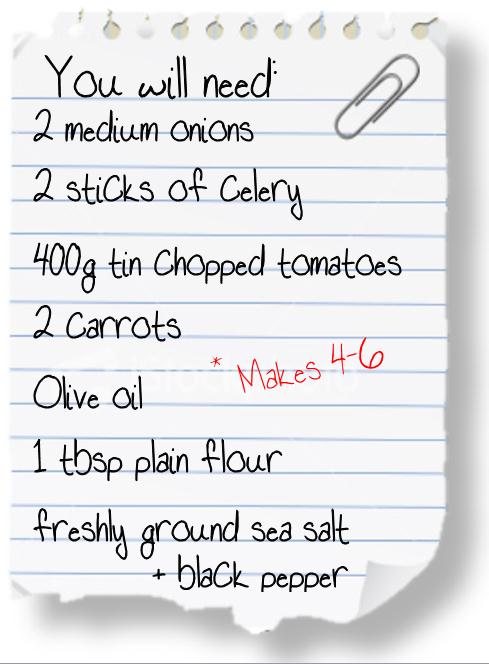 You will need:
2 medium onions
2 sticks of Celery
400g tin Chopped tomatoes
2 Carrots
* Makes 4-6
Olive oil
1 tbsp plain flour
freshly ground sea salt
+ black pepper